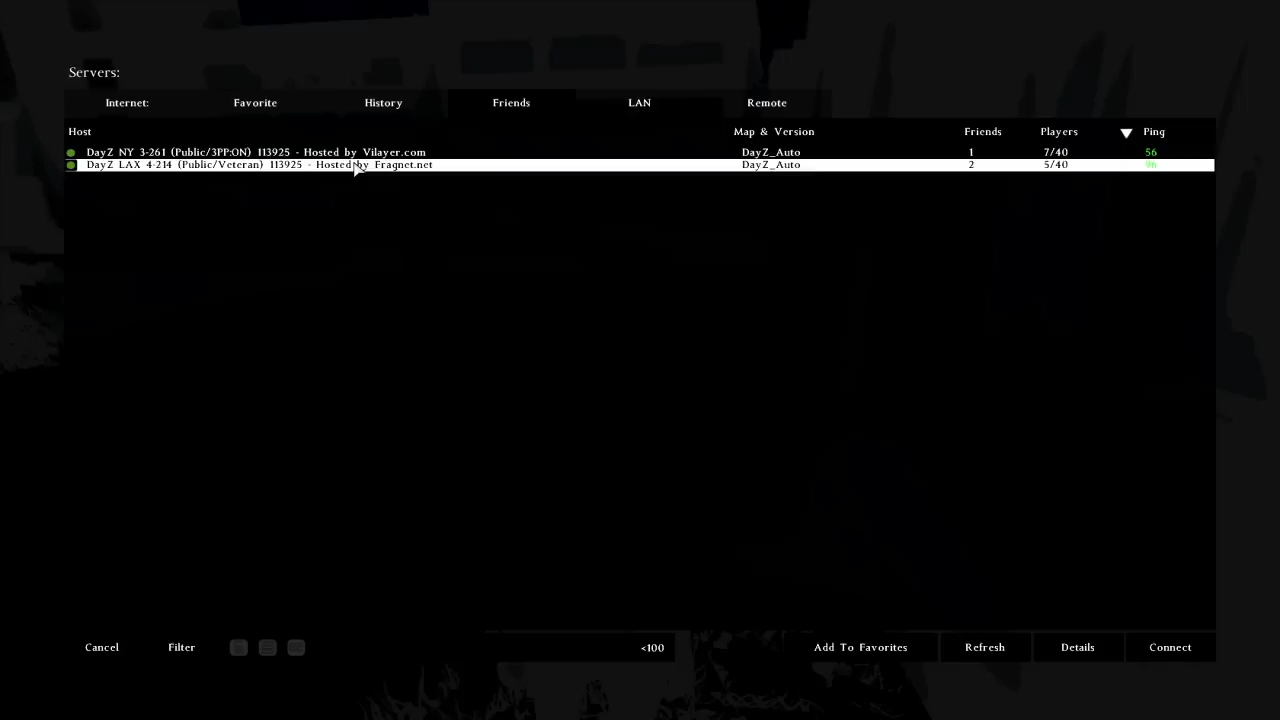 Servers:
Internet: Favorite History Friends LAN Remote
Host Map & Version Friends Players Ping
DayZ NY 3-261 (Public/3PP:ON) 113925 - Hosted by Vilayer.com DayZ_Auto 1 7/40 56
DayZ LAX 4-214 (Public/Veteran) 113925 - Hosted by Fragnet.net DayZ_Auto 2 5/40
Cancel Filter <100 Add To Favorites Refresh Details Connect